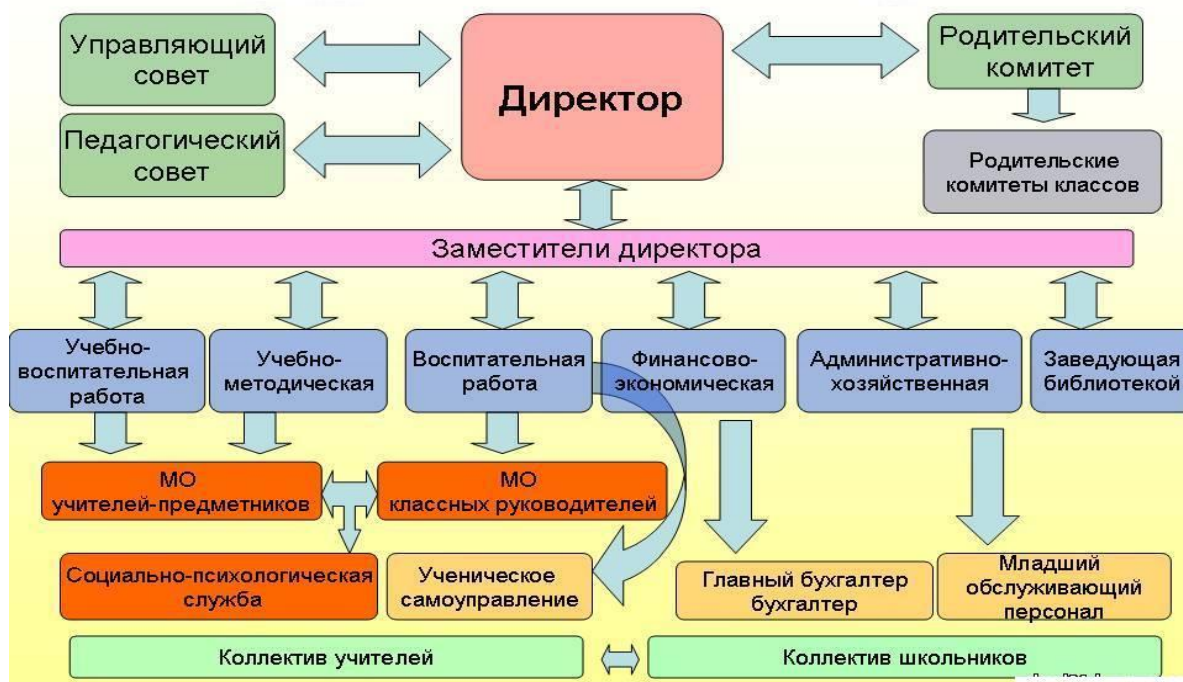 Управляющий
совет
Директор
Родительский
комитет
Педагогический
совет
Родительские
комитеты классов
Заместители директора
Учебно-
воспитательная
работа
Учебно-
методическая
Воспитательная
работа
Финансово-
экономическая
Административно-
хозяйственная
Заведующая
библиотекой
МО
учителей-предметников
МО
классных руководителей
Социально-психологическая
служба
Ученическое
самоуправление
Главный бухгалтер
бухгалтер
Младший
обслуживающий
персонал
Коллектив учителей
Коллектив школьников